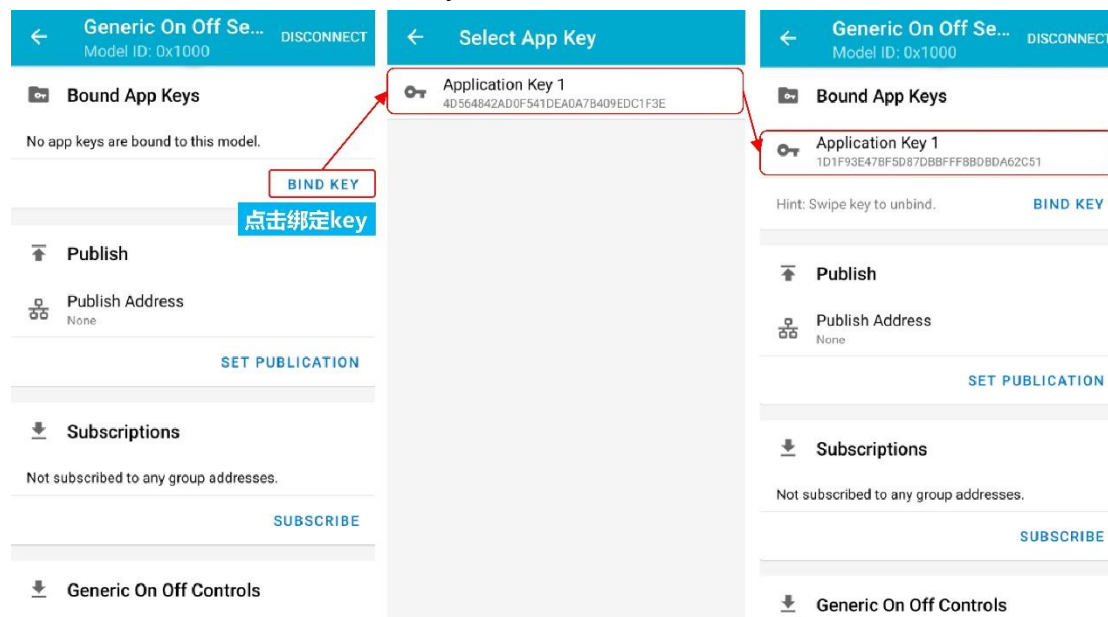 Generic On Off Se...
Model ID: 0x1000
DISCONNECT
Bound App Keys
No app keys are bound to this model.
BIND KEY
点击绑定key
Publish
Publish Address
None
SET PUBLICATION
Subscriptions
Not subscribed to any group addresses.
SUBSCRIBE
Generic On Off Controls
Select App Key
Application Key 1
4D564842AD0F541DEA0A7B409EDC1F3E
Generic On Off Se...
Model ID: 0x1000
DISCONNECT
Bound App Keys
Application Key 1
1D1F93E47BF5D87DBBFFF8BDBDA62C51
Hint: Swipe key to unbind.
BIND KEY
Publish
Publish Address
None
SET PUBLICATION
Subscriptions
Not subscribed to any group addresses.
SUBSCRIBE
Generic On Off Controls